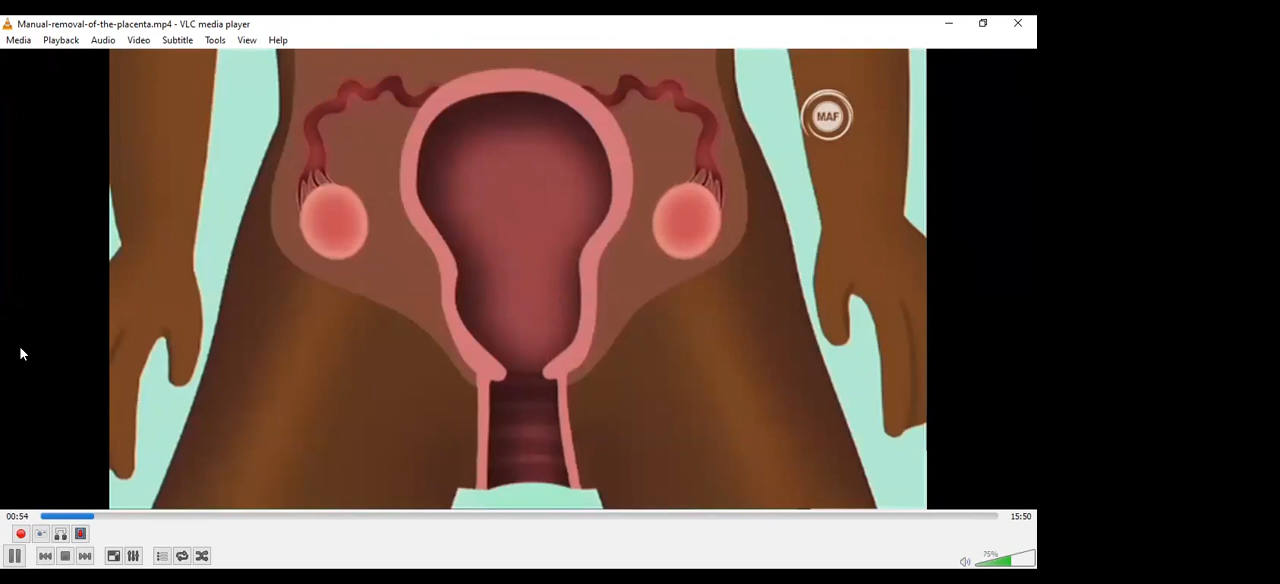 Manual-removal-of-the-placenta.mp4 - VLC media player
Media Playback Audio Video Subtitle Tools View Help
MAF
00:54 15:50
75%